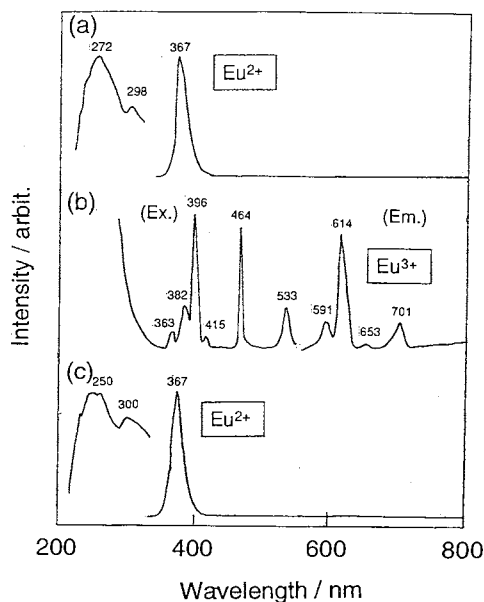 (a)
272
298
367
Eu2+
(b)
(Ex.)
(Em.)
363
382
396
415
464
533
591
614
653
701
Eu3+
(c)
250
300
367
Eu2+
Intensity / arbit.
200 400 600 800
Wavelength / nm